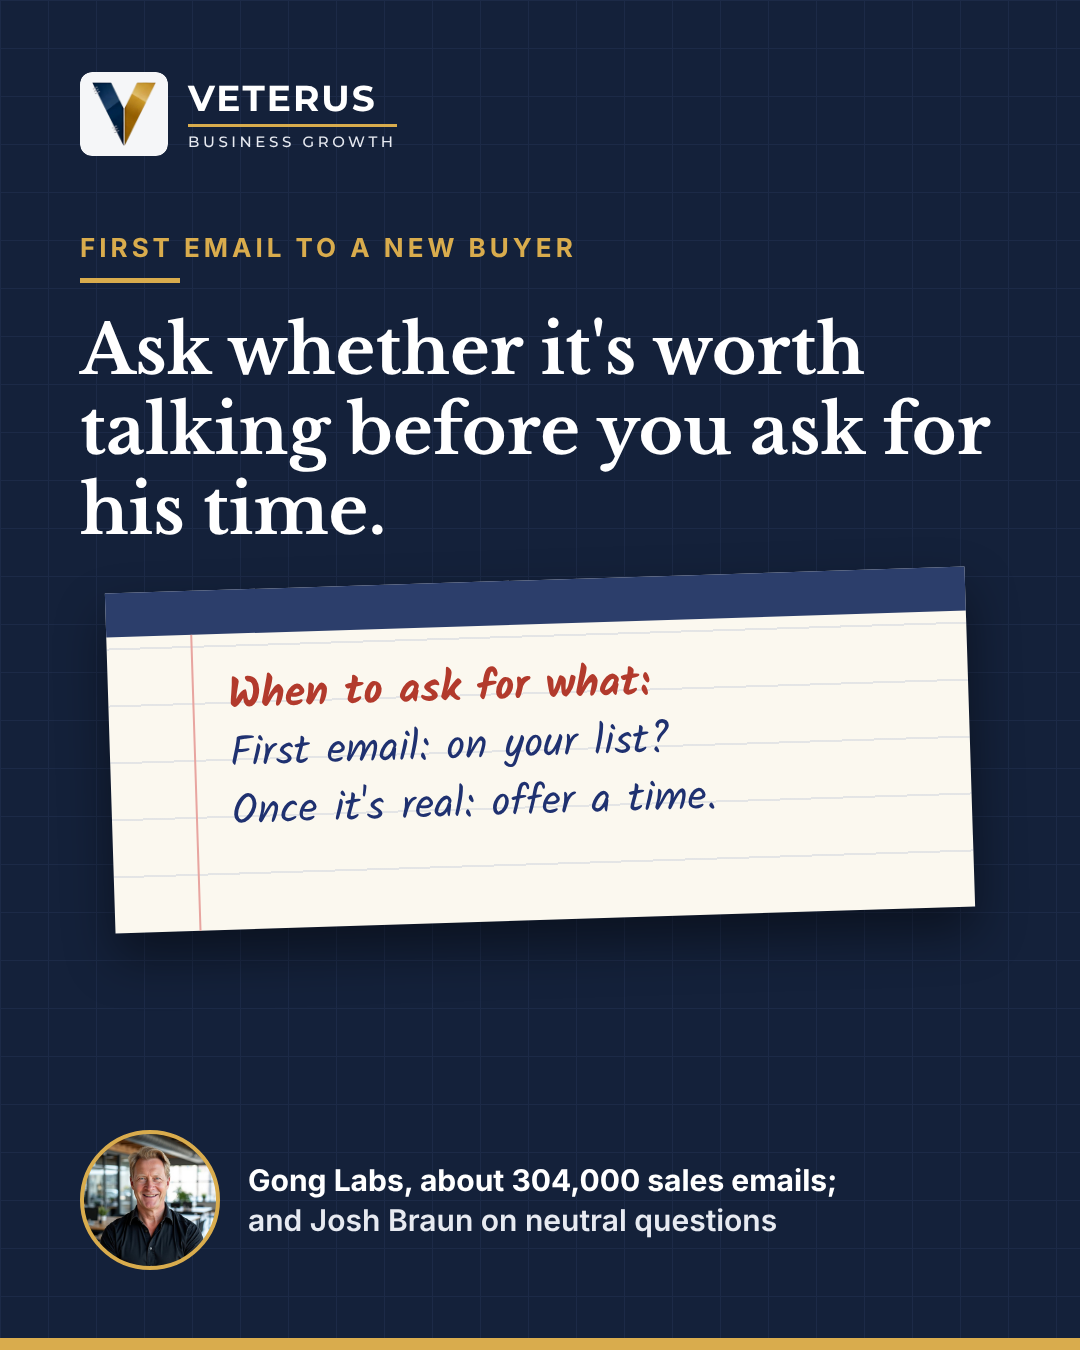 VETERUS
BUSINESS GROWTH
FIRST EMAIL TO A NEW BUYER
Ask whether it's worth
talking before you ask for
his time.
When to ask for what:
First email: on your list?
Once it's real: offer a time.
Gong Labs, about 304,000 sales emails;
and Josh Braun on neutral questions